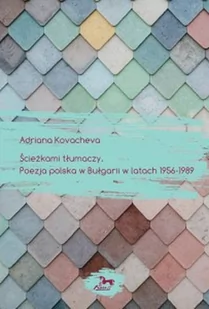 Adriana Kovacheva
Ścieżkami tłumaczy.
Poezja polska w Bułgarii w latach 1956-1989